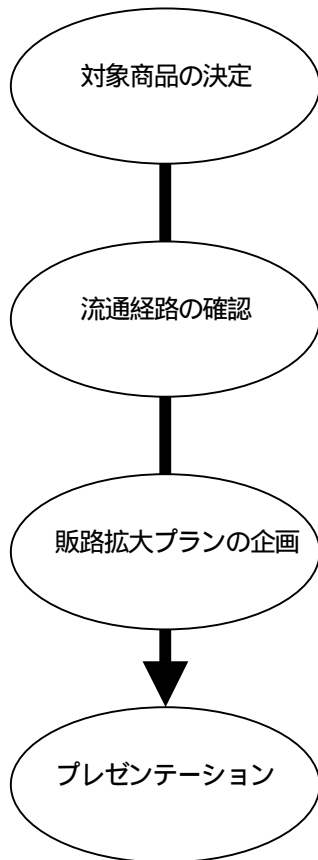 対象商品の決定
流通経路の確認
販路拡大プランの企画
プレゼンテーション